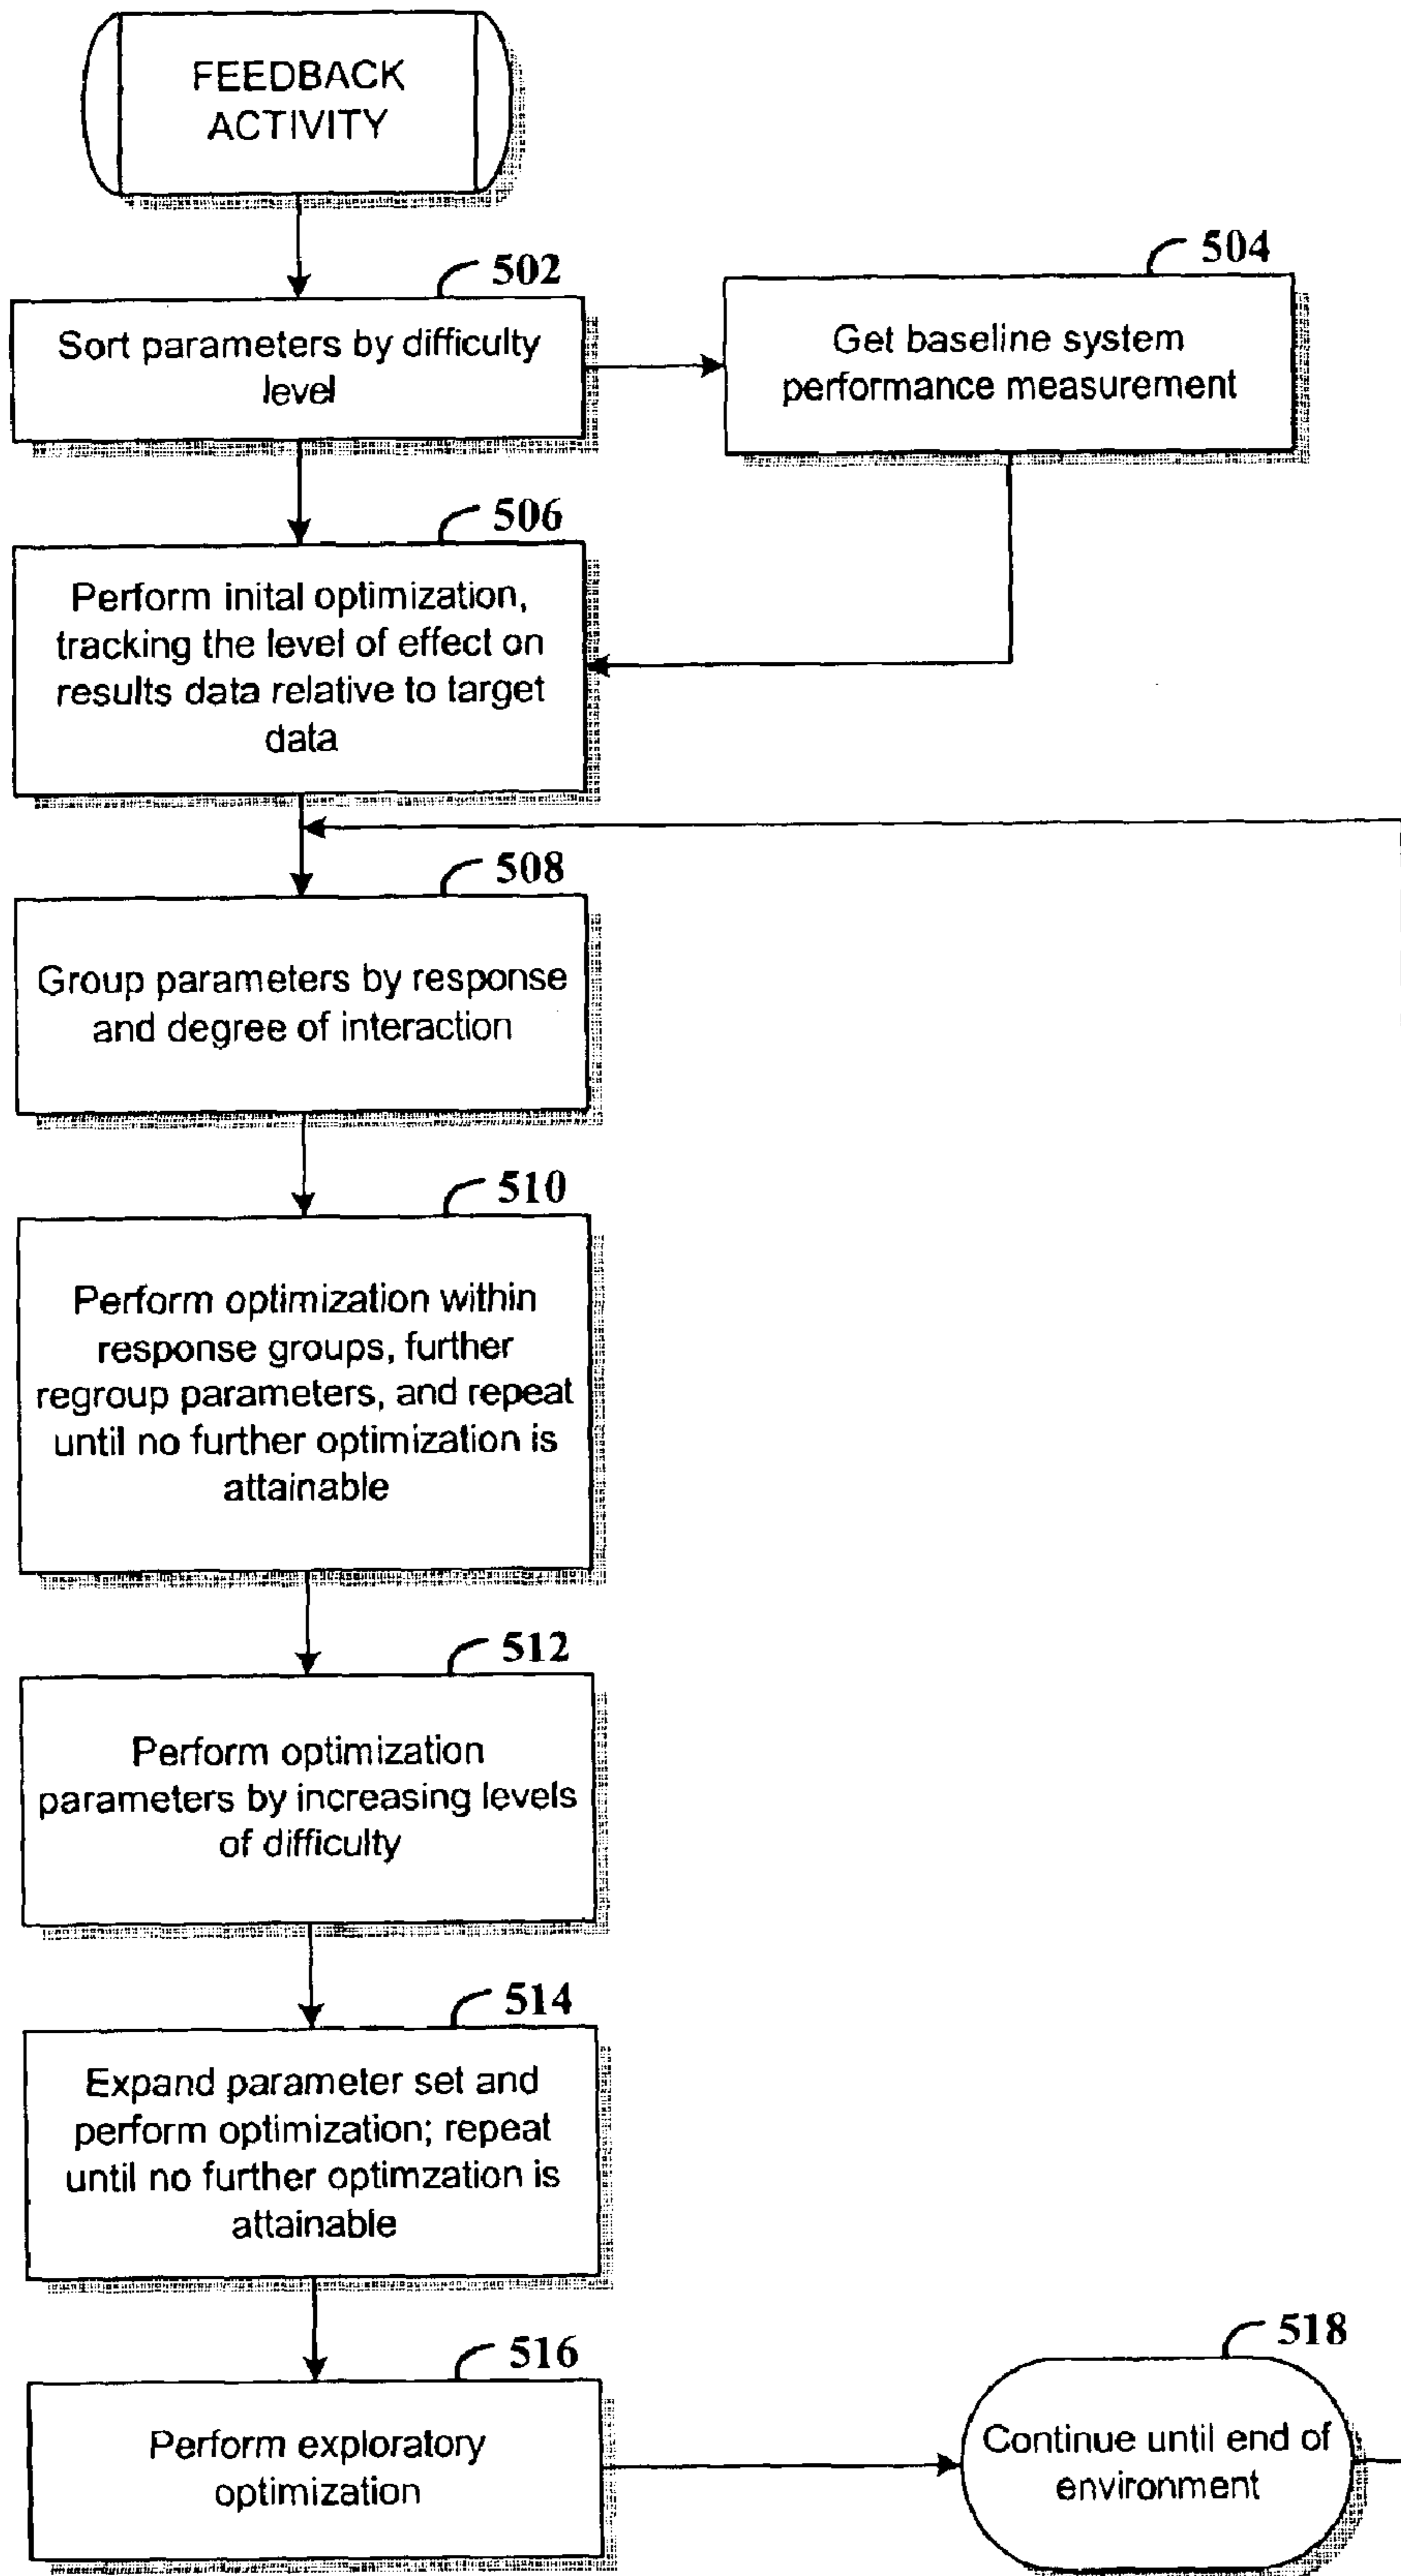 FEEDBACK
ACTIVITY
502
Sort parameters by difficulty
level
504
Get baseline system
performance measurement
506
Perform inital optimization,
tracking the level of effect on
results data relative to target
data
508
Group parameters by response
and degree of interaction
510
Perform optimization within
response groups, further
regroup parameters, and repeat
until no further optimization is
attainable
512
Perform optimization
parameters by increasing levels
of difficulty
514
Expand parameter set and
perform optimization; repeat
until no further optimzation is
attainable
516
Perform exploratory
optimization
518
Continue until end of
environment